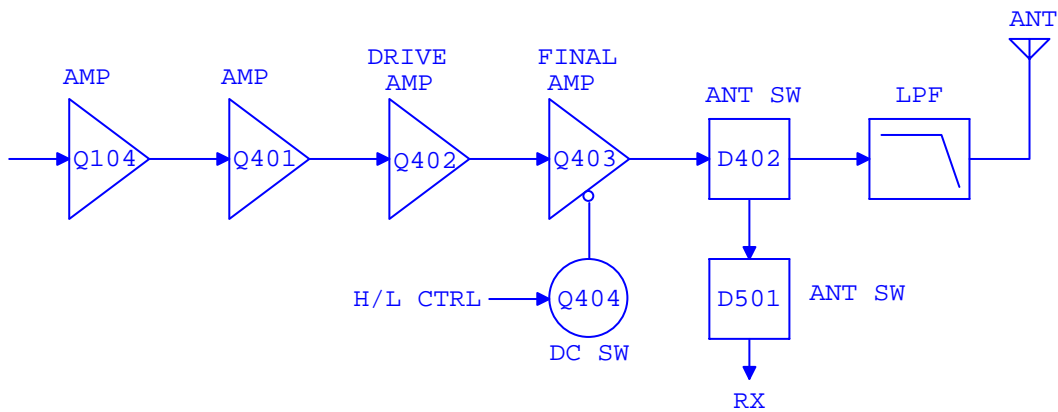 ANT
DRIVE
FINAL
AMP
AMP
AMP
AMP
ANT SW
LPF
Q104
Q401
Q402
Q403
D402
H/L CTRL
Q404
D501
ANT SW
DC SW
RX